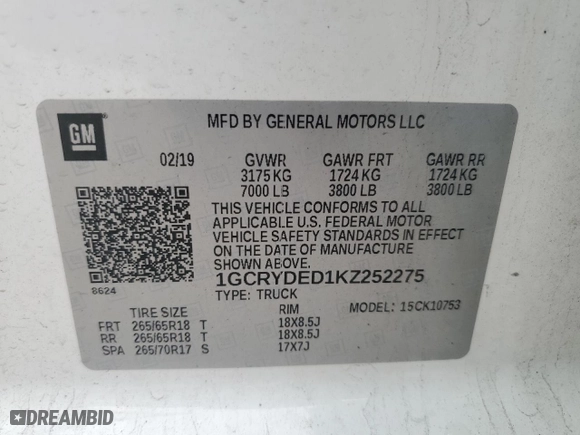 GM
MFD BY GENERAL MOTORS LLC
02/19 GVWR GAWR FRT GAWR RR
3175 KG 1724 KG 1724 KG
7000 LB 3800 LB 3800 LB
THIS VEHICLE CONFORMS TO ALL
APPLICABLE U.S. FEDERAL MOTOR
VEHICLE SAFETY STANDARDS IN EFFECT
ON THE DATE OF MANUFACTURE
SHOWN ABOVE.
8624
1GCRYDED1KZ252275
TYPE: TRUCK MODEL: 15CK10753
TIRE SIZE RIM
FRT 265/65R18 T 18X8.5J
RR 265/65R18 T 18X8.5J
SPA 265/70R17 S 17X7J
DREAMBID